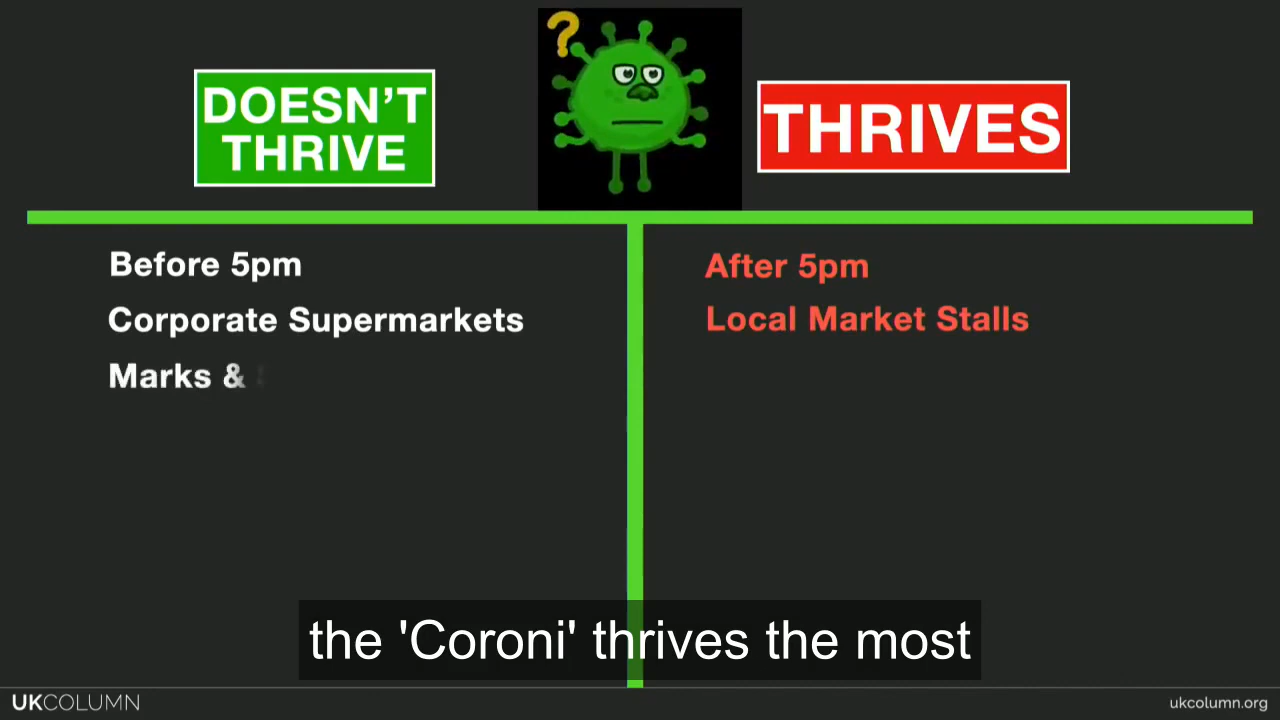 ?
DOESN'T
THRIVE
THRIVES
Before 5pm
After 5pm
Corporate Supermarkets
Local Market Stalls
Marks &
the 'Coroni' thrives the most
UKCOLUMN
ukcolumn.org